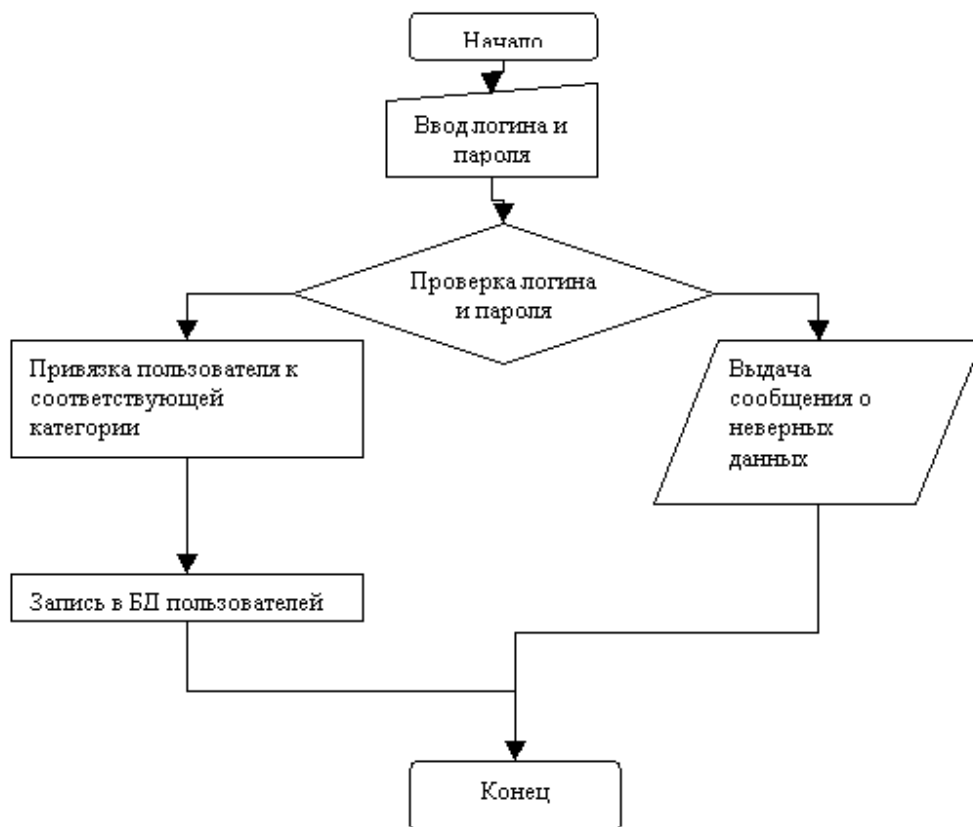 Начало
Ввод логина и
пароля
Проверка логина
и пароля
Привязка пользователя к
соответствующей
категории
Выдача
сообщения о
неверных
данных
Запись в БД пользователей
Конец